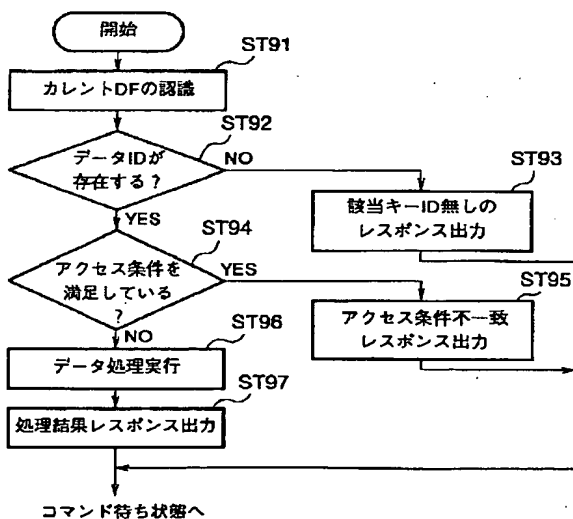 開始
ST91
カレントDFの認識
ST92
データIDが
存在する?
NO
YES
ST93
該当キーID無しの
レスポンス出力
ST94
アクセス条件を
満足している
?
YES
NO
ST95
アクセス条件不一致
レスポンス出力
ST96
データ処理実行
ST97
処理結果レスポンス出力
コマンド待ち状態へ